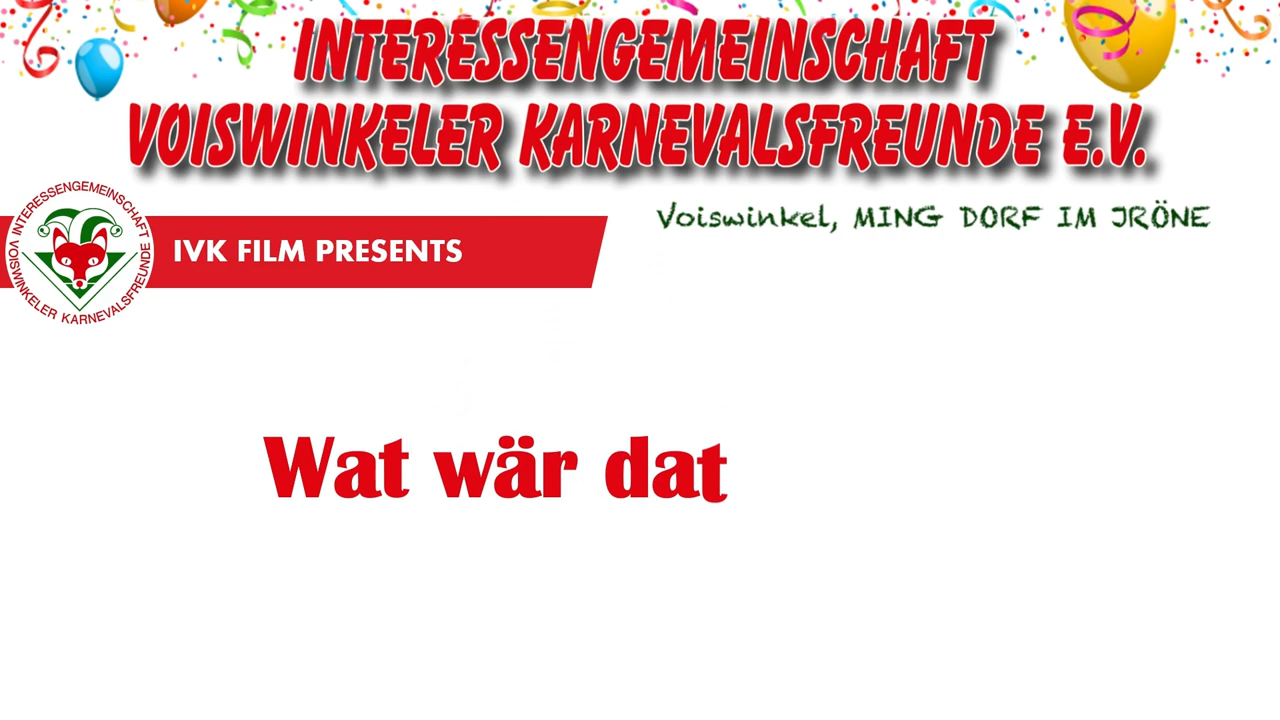 INTERESSENGEMEINSCHAFT
VOISWINKELER KARNEVALSFREUNDE E.V.
Voiswinkel, MING DORF IM JRÖNE
INTERESSENGEMEINSCHAFT
VOISWINKELER KARNEVALSFREUNDE
IVK FILM PRESENTS
Wat wär dat